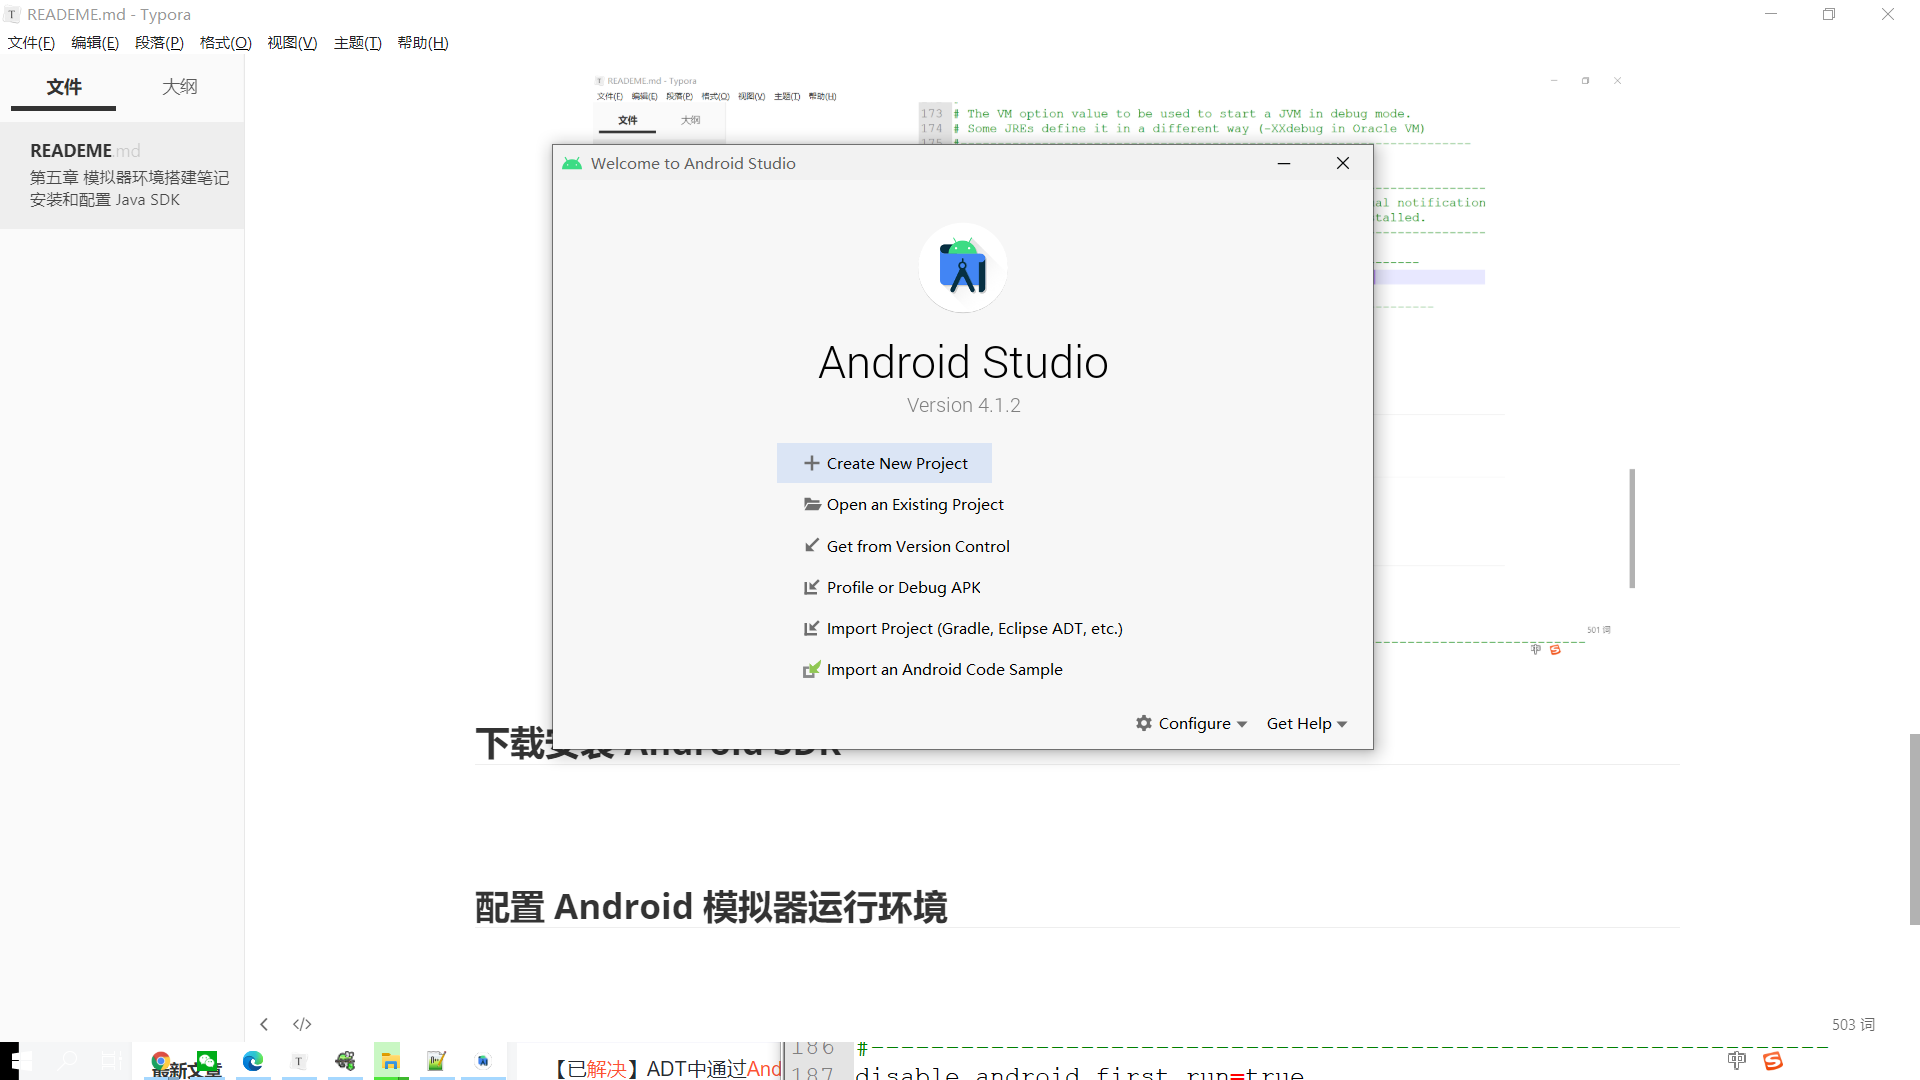 READEME.md - Typora
文件(F) 编辑(E) 段落(P) 格式(O) 视图(V) 主题(T) 帮助(H)
文件 大纲
READEME.md
第五章 模拟器环境搭建笔记
安装和配置 Java SDK
READEME.md - Typora
文件(F) 编辑(E) 段落(P) 格式(O) 视图(V) 主题(T) 帮助(H)
文件 大纲
173 # The VM option value to be used to start a JVM in debug mode.
174 # Some JREs define it in a different way (-XXdebug in Oracle VM)
175 #
al notification
talled.
Welcome to Android Studio
Android Studio
Version 4.1.2
Create New Project
Open an Existing Project
Get from Version Control
Profile or Debug APK
Import Project (Gradle, Eclipse ADT, etc.)
Import an Android Code Sample
Configure Get Help
501 词
中
下载安装 Android SDK
配置 Android 模拟器运行环境
503 词
最新文章
【已解决】ADT中通过And
186 #
187 disable.android.first.run=true
中